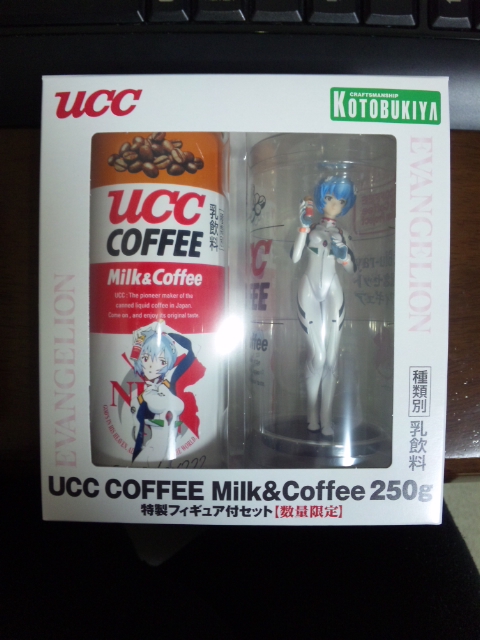 UCC
CRAFTSMANSHIP
KOTOBUKIYA
EVANGELION
EVANGELION
UCC
COFFEE
乳飲料
Milk&Coffee
UCC : The pioneer maker of the
canned liquid coffee in Japan.
Come on , and enjoy its original taste.
種類別 乳飲料
UCC COFFEE Milk&Coffee 250g
特製フィギュア付セット【数量限定】